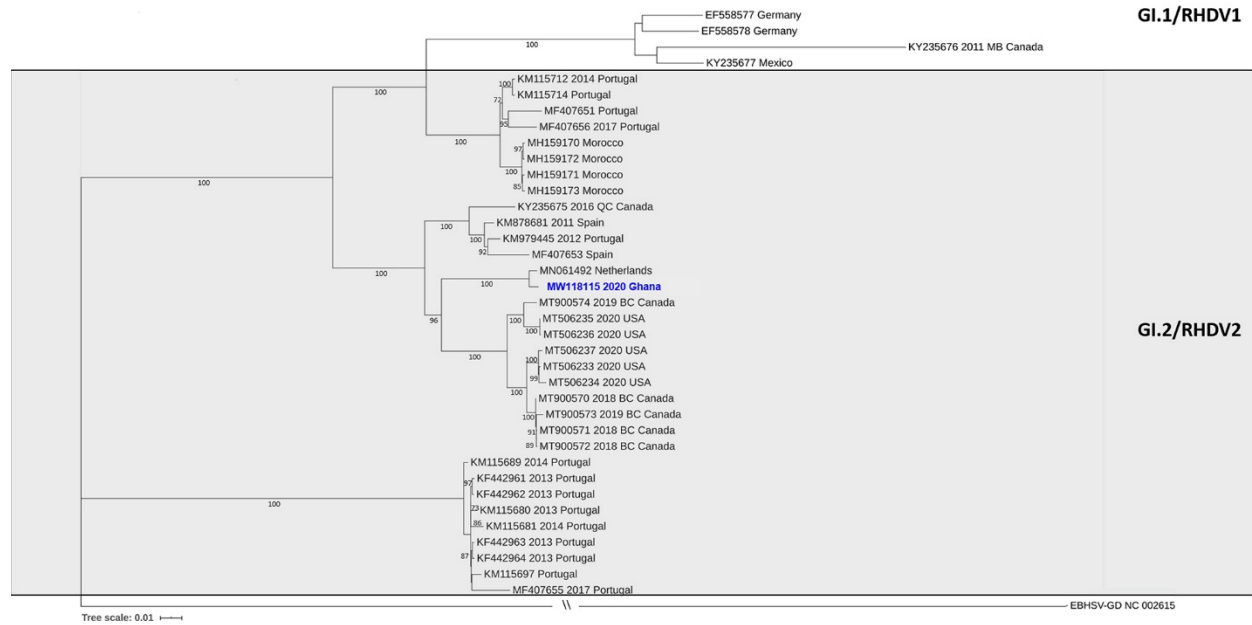 GI.1/RHDV1
EF558577 Germany
EF558578 Germany
100
KY235676 2011 MB Canada
KY235677 Mexico
KM115712 2014 Portugal
100
100
KM115714 Portugal
72
MF407651 Portugal
95
MF407656 2017 Portugal
100
MH159170 Morocco
97
MH159172 Morocco
100
MH159171 Morocco
85
MH159173 Morocco
100
KY235675 2016 QC Canada
100
KM878681 2011 Spain
100
KM979445 2012 Portugal
92
MF407653 Spain
100
MN061492 Netherlands
100
MW118115 2020 Ghana
MT900574 2019 BC Canada
100
MT506235 2020 USA
96
100
MT506236 2020 USA
GI.2/RHDV2
MT506237 2020 USA
100
100
MT506233 2020 USA
99
MT506234 2020 USA
100
MT900570 2018 BC Canada
MT900573 2019 BC Canada
100
MT900571 2018 BC Canada
91
MT900572 2018 BC Canada
89
KM115689 2014 Portugal
KF442961 2013 Portugal
97
KF442962 2013 Portugal
100
73
KM115680 2013 Portugal
86
KM115681 2014 Portugal
KF442963 2013 Portugal
87
KF442964 2013 Portugal
KM115697 Portugal
MF407655 2017 Portugal
EBHSV-GD NC 002615
Tree scale: 0.01